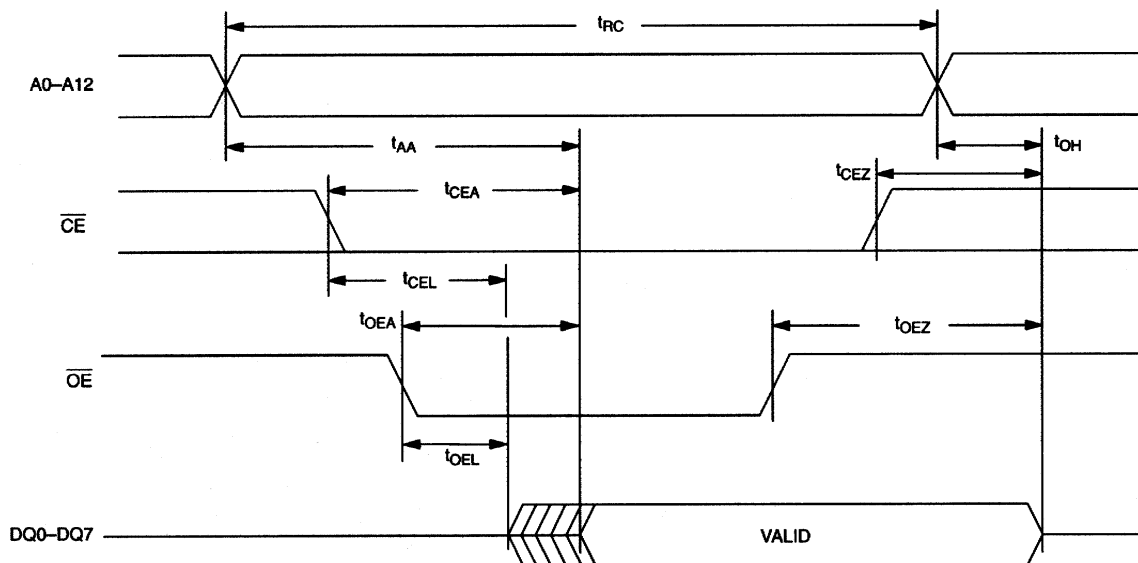 tRC
A0–A12
tAA
tOH
tCEA
tCEZ
CE
tCEL
tOEA
tOEZ
OE
tOEL
DQ0–DQ7
VALID